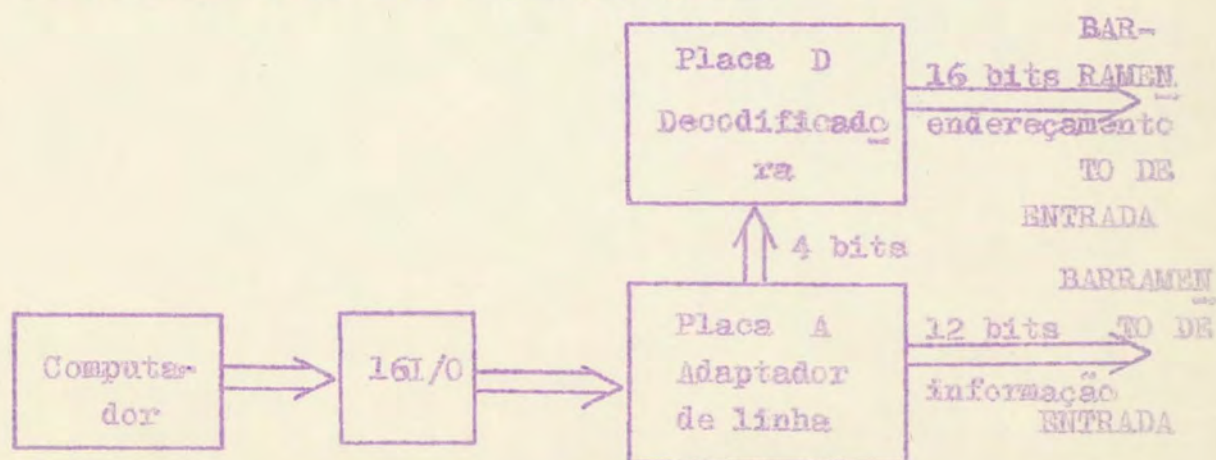 Placa D
Decodificado
ra
16 bits
endereçamento
BAR-
RAMEN
TO DE
ENTRADA
4 bits
Computa-
dor
16I/O
Placa A
Adaptador
de linha
12 bits
informação
BARRAMEN
TO DE
ENTRADA